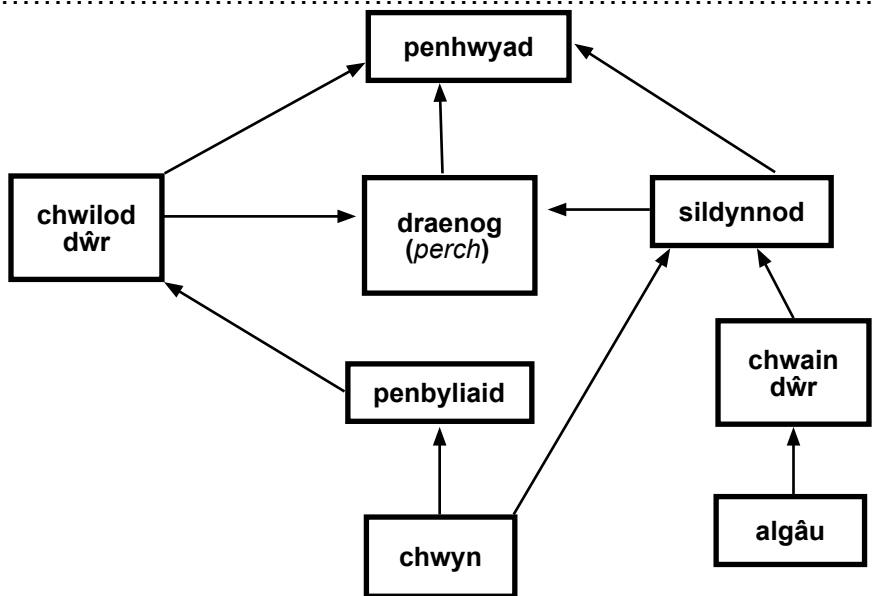 penhwyad
chwilod
dŵr
draenog
(perch)
sildynnod
chwain
dŵr
penbyliaid
chwyn
algâu